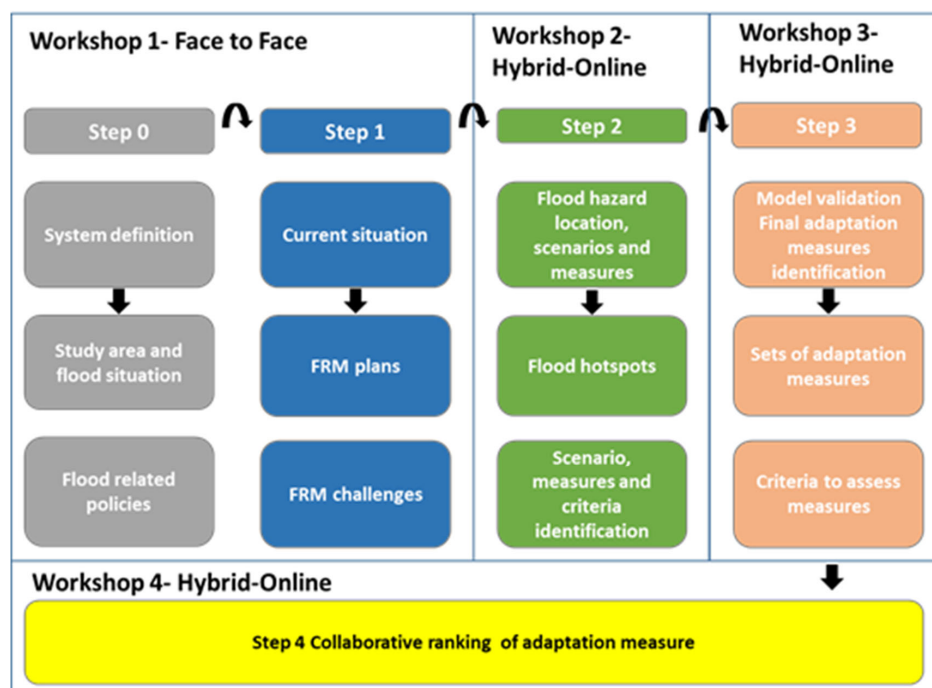 Workshop 1- Face to Face
Workshop 2-
Hybrid-Online
Workshop 3-
Hybrid-Online
Step 0
Step 1
Step 2
Step 3
System definition
Study area and
flood situation
Flood related
policies
Current situation
FRM plans
FRM challenges
Flood hazard
location,
scenarios and
measures
Flood hotspots
Scenario,
measures and
criteria
identification
Model validation
Final adaptation
measures
identification
Sets of adaptation
measures
Criteria to assess
measures
Workshop 4- Hybrid-Online
Step 4 Collaborative ranking of adaptation measure